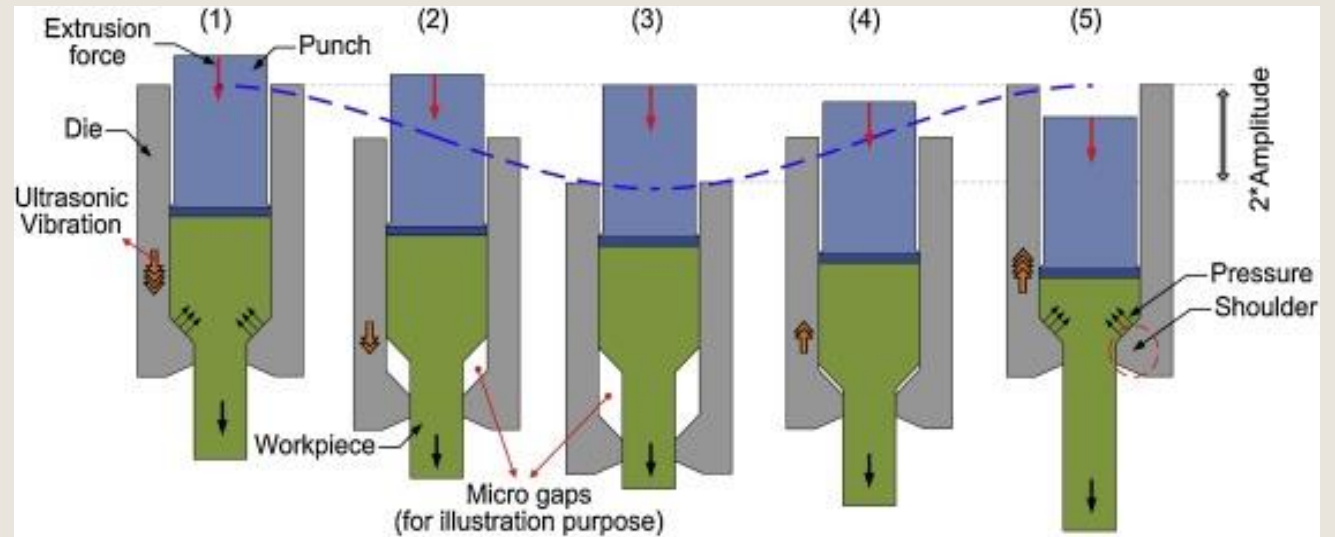 (1) (2) (3) (4) (5)
Extrusion
force
Punch
Die
Ultrasonic
Vibration
2*Amplitude
Pressure
Shoulder
Workpiece
Micro gaps
(for illustration purpose)